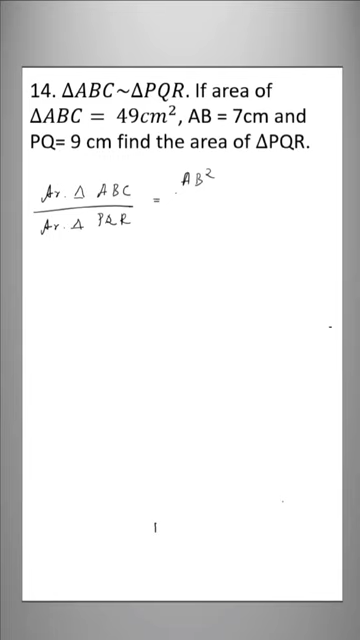 14. ΔABC~ΔPQR. If area of
ΔABC = 49cm², AB = 7cm and
PQ= 9 cm find the area of ΔPQR.
Ar. Δ ABC = AB²
Ar. Δ PQR